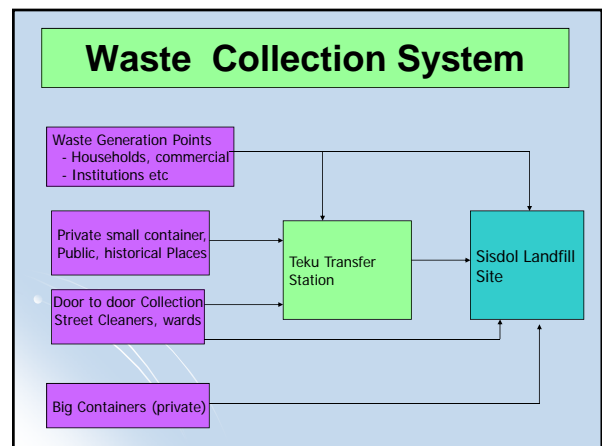 Waste Collection System
Waste Generation Points
- Households, commercial
- Institutions etc
Private small container,
Public, historical Places
Teku Transfer
Station
Sisdol Landfill
Site
Door to door Collection
Street Cleaners, wards
Big Containers (private)